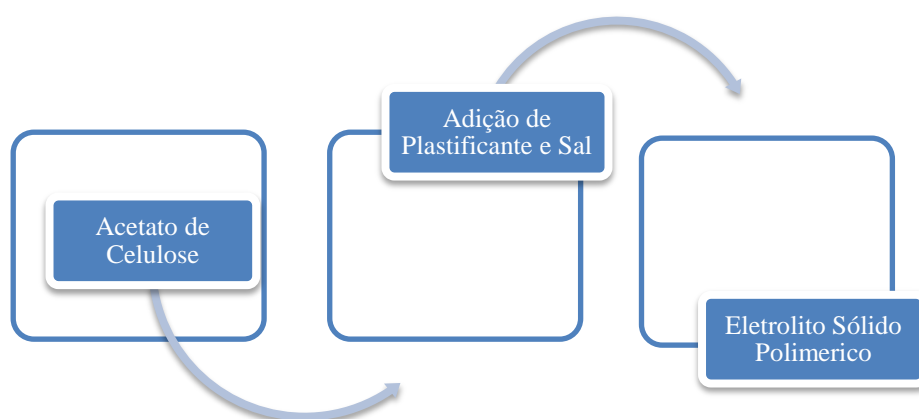 Acetato de
Celulose
Adição de
Plastificante e Sal
Eletrolito Sólido
Polimerico